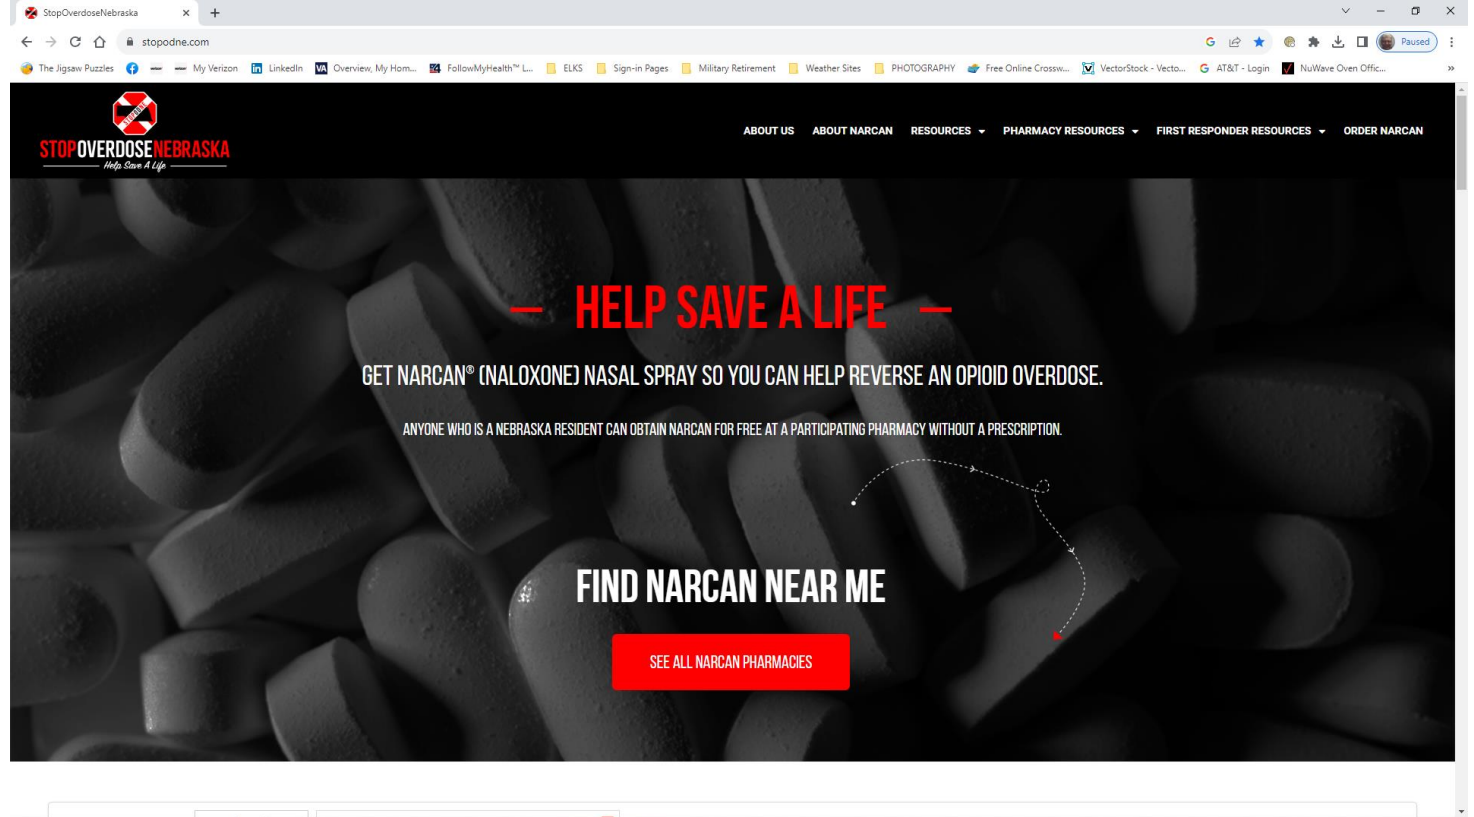 StopOverdoseNebraska
stopodne.com
Paused
The Jigsaw Puzzles
My Verizon
LinkedIn
Overview, My Hom...
FollowMyHealth™ L...
ELKS
Sign-in Pages
Military Retirement
Weather Sites
PHOTOGRAPHY
Free Online Crossw...
VectorStock - Vecto...
AT&T - Login
NuWave Oven Offic...
STOPODNE
STOPOVERDOSENEBRASKA
Help Save A Life
ABOUT US
ABOUT NARCAN
RESOURCES
PHARMACY RESOURCES
FIRST RESPONDER RESOURCES
ORDER NARCAN
— HELP SAVE A LIFE —
GET NARCAN® (NALOXONE) NASAL SPRAY SO YOU CAN HELP REVERSE AN OPIOID OVERDOSE.
ANYONE WHO IS A NEBRASKA RESIDENT CAN OBTAIN NARCAN FOR FREE AT A PARTICIPATING PHARMACY WITHOUT A PRESCRIPTION.
FIND NARCAN NEAR ME
SEE ALL NARCAN PHARMACIES